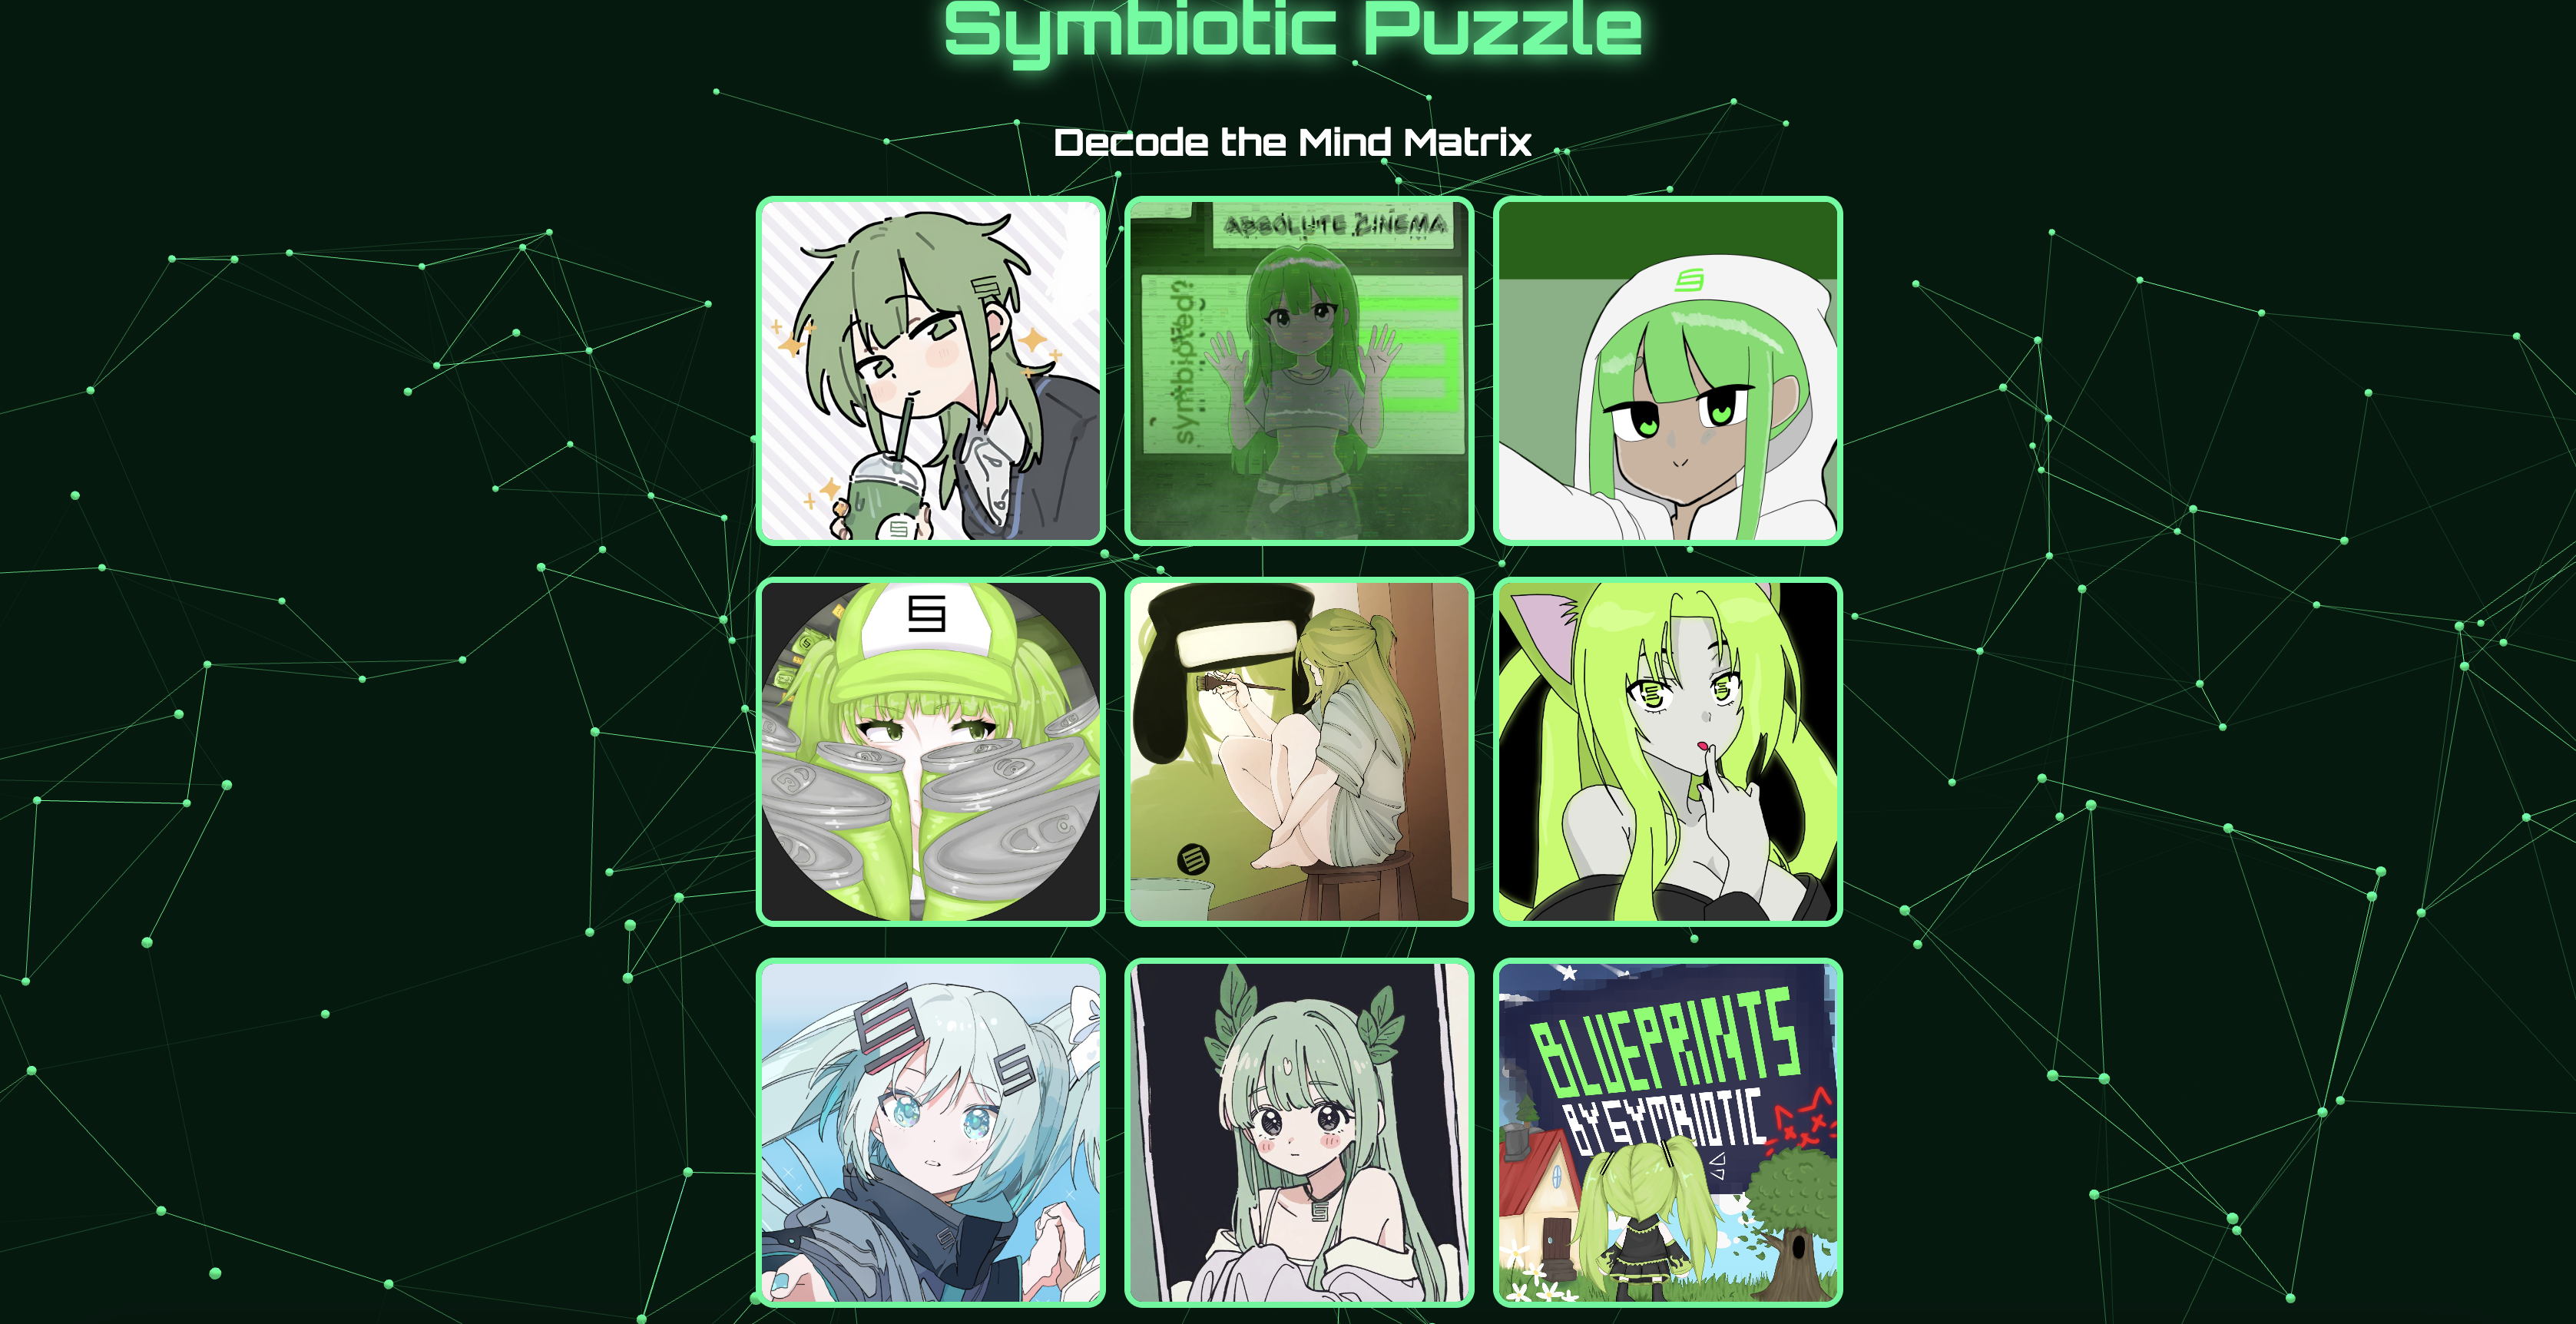 Symbiotic Puzzle
Decode the Mind Matrix
ABSOLUTE CINEMA
symbioted?
BLUEPRINTS
BY SYMBIOTIC